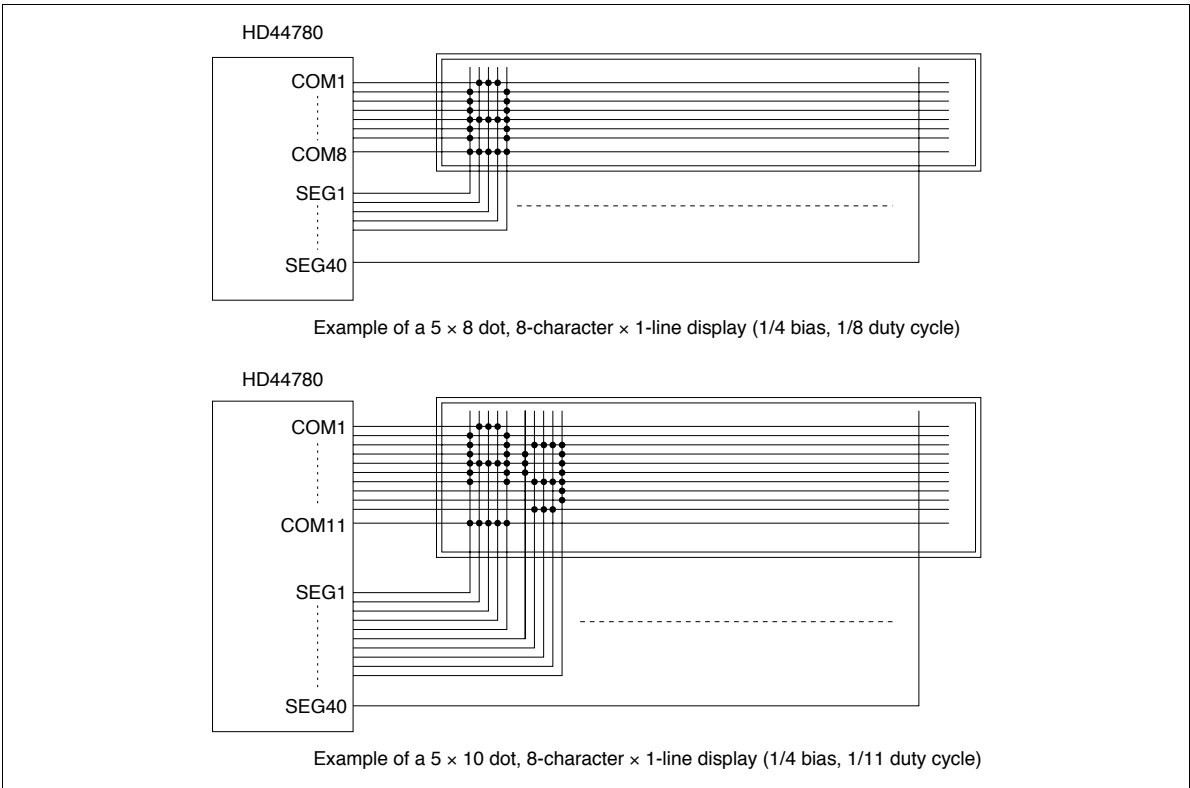 HD44780
COM1
COM8
SEG1
SEG40
Example of a 5 × 8 dot, 8-character × 1-line display (1/4 bias, 1/8 duty cycle)
HD44780
COM1
COM11
SEG1
SEG40
Example of a 5 × 10 dot, 8-character × 1-line display (1/4 bias, 1/11 duty cycle)